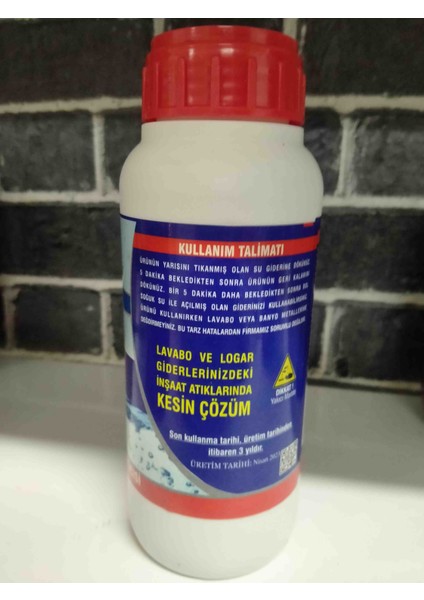 KULLANIM TALİMATI
ÜRÜNÜN YARISINI TIKANMIŞ OLAN SU GİDERİNE DÖKÜNÜZ
5 DAKİKA BEKLEDİKTEN SONRA ÜRÜNÜN GERİ KALANINI
DÖKÜNÜZ. BİR 5 DAKİKA DAHA BEKLEDİKTEN SONRA BOL
SOĞUK SU İLE AÇILMIŞ OLAN GİDERİNİZİ KULLANABİLİRSİNİZ.
ÜRÜNÜ KULLANIRKEN LAVABO VEYA BANYO METALLERİNE
DEĞDİRMEYİNİZ. BU TARZ HATALARDAN FİRMAMIZ SORUMLU DEĞİLDİR.
LAVABO VE LOGAR
GİDERLERİNİZDEKİ
İNŞAAT ATIKLARINDA
KESİN ÇÖZÜM
DİKKAT !
Yakıcı Madde
Son kullanma tarihi, üretim tarihinden
itibaren 3 yıldır.
ÜRETİM TARİHİ: Nisan